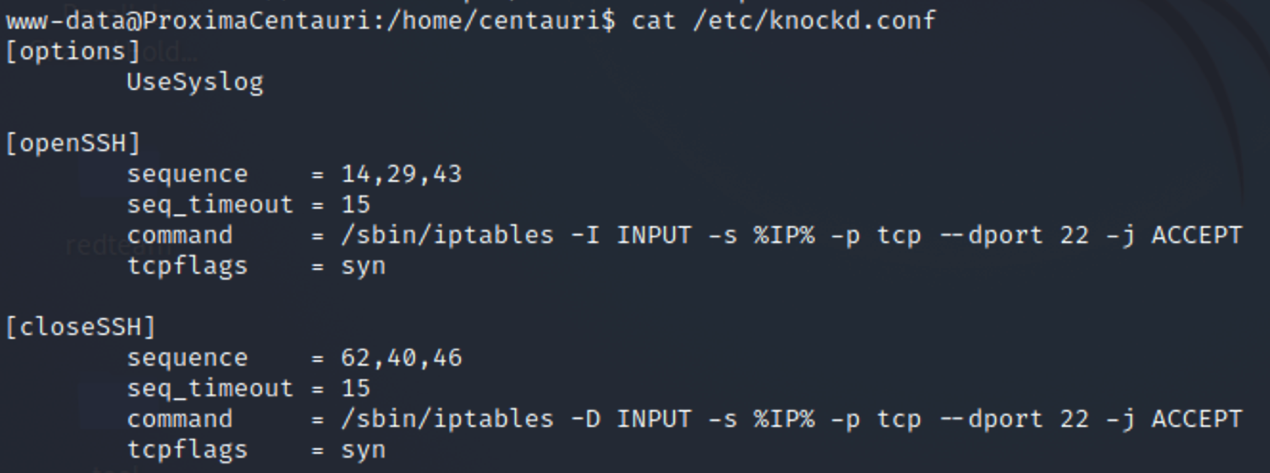 www-data@ProximaCentauri:/home/centauri$ cat /etc/knockd.conf
[options]
UseSyslog
[openSSH]
sequence = 14,29,43
seq_timeout = 15
command = /sbin/iptables -I INPUT -s %IP% -p tcp --dport 22 -j ACCEPT
tcpflags = syn
[closeSSH]
sequence = 62,40,46
seq_timeout = 15
command = /sbin/iptables -D INPUT -s %IP% -p tcp --dport 22 -j ACCEPT
tcpflags = syn